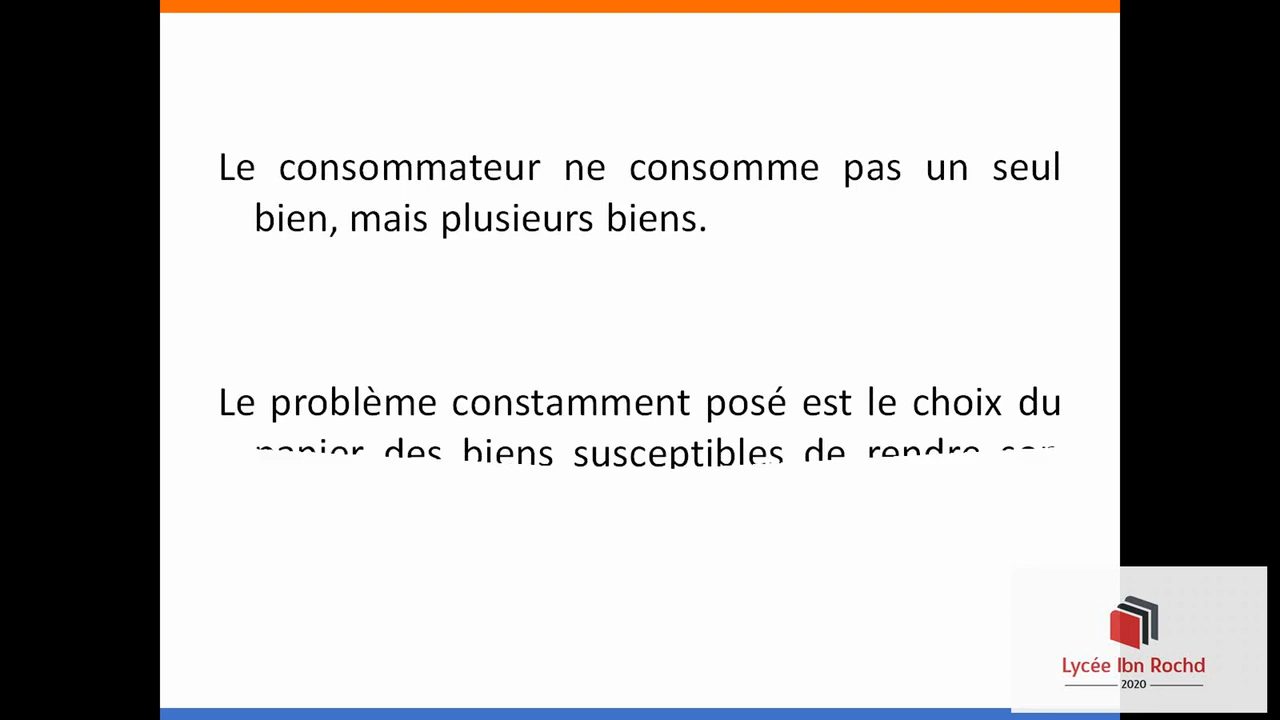 Le consommateur ne consomme pas un seul
bien, mais plusieurs biens.
Le problème constamment posé est le choix du
panier des biens susceptibles de rendre
Lycée Ibn Rochd
2020